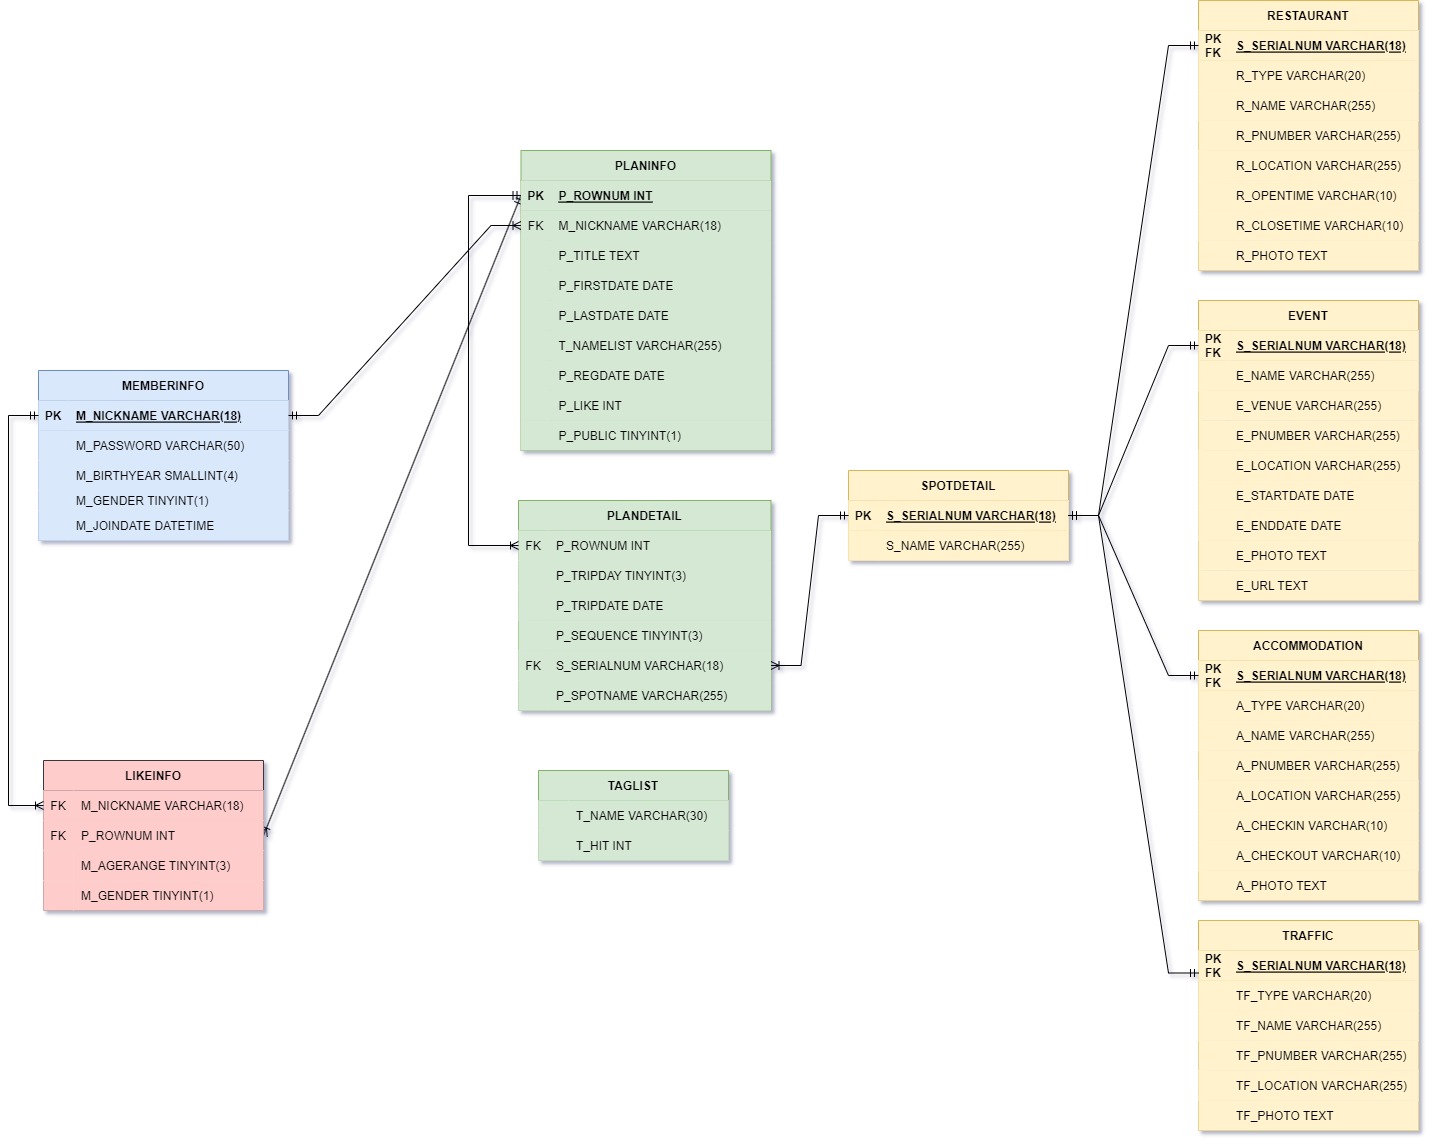 MEMBERINFO
PK M_NICKNAME VARCHAR(18)
M_PASSWORD VARCHAR(50)
M_BIRTHYEAR SMALLINT(4)
M_GENDER TINYINT(1)
M_JOINDATE DATETIME
LIKEINFO
FK M_NICKNAME VARCHAR(18)
FK P_ROWNUM INT
M_AGERANGE TINYINT(3)
M_GENDER TINYINT(1)
PLANINFO
PK P_ROWNUM INT
FK M_NICKNAME VARCHAR(18)
P_TITLE TEXT
P_FIRSTDATE DATE
P_LASTDATE DATE
T_NAMELIST VARCHAR(255)
P_REGDATE DATE
P_LIKE INT
P_PUBLIC TINYINT(1)
PLANDETAIL
FK P_ROWNUM INT
P_TRIPDAY TINYINT(3)
P_TRIPDATE DATE
P_SEQUENCE TINYINT(3)
FK S_SERIALNUM VARCHAR(18)
P_SPOTNAME VARCHAR(255)
TAGLIST
T_NAME VARCHAR(30)
T_HIT INT
SPOTDETAIL
PK S_SERIALNUM VARCHAR(18)
S_NAME VARCHAR(255)
RESTAURANT
PK
FK S_SERIALNUM VARCHAR(18)
R_TYPE VARCHAR(20)
R_NAME VARCHAR(255)
R_PNUMBER VARCHAR(255)
R_LOCATION VARCHAR(255)
R_OPENTIME VARCHAR(10)
R_CLOSETIME VARCHAR(10)
R_PHOTO TEXT
EVENT
PK
FK S_SERIALNUM VARCHAR(18)
E_NAME VARCHAR(255)
E_VENUE VARCHAR(255)
E_PNUMBER VARCHAR(255)
E_LOCATION VARCHAR(255)
E_STARTDATE DATE
E_ENDDATE DATE
E_PHOTO TEXT
E_URL TEXT
ACCOMMODATION
PK
FK S_SERIALNUM VARCHAR(18)
A_TYPE VARCHAR(20)
A_NAME VARCHAR(255)
A_PNUMBER VARCHAR(255)
A_LOCATION VARCHAR(255)
A_CHECKIN VARCHAR(10)
A_CHECKOUT VARCHAR(10)
A_PHOTO TEXT
TRAFFIC
PK
FK S_SERIALNUM VARCHAR(18)
TF_TYPE VARCHAR(20)
TF_NAME VARCHAR(255)
TF_PNUMBER VARCHAR(255)
TF_LOCATION VARCHAR(255)
TF_PHOTO TEXT